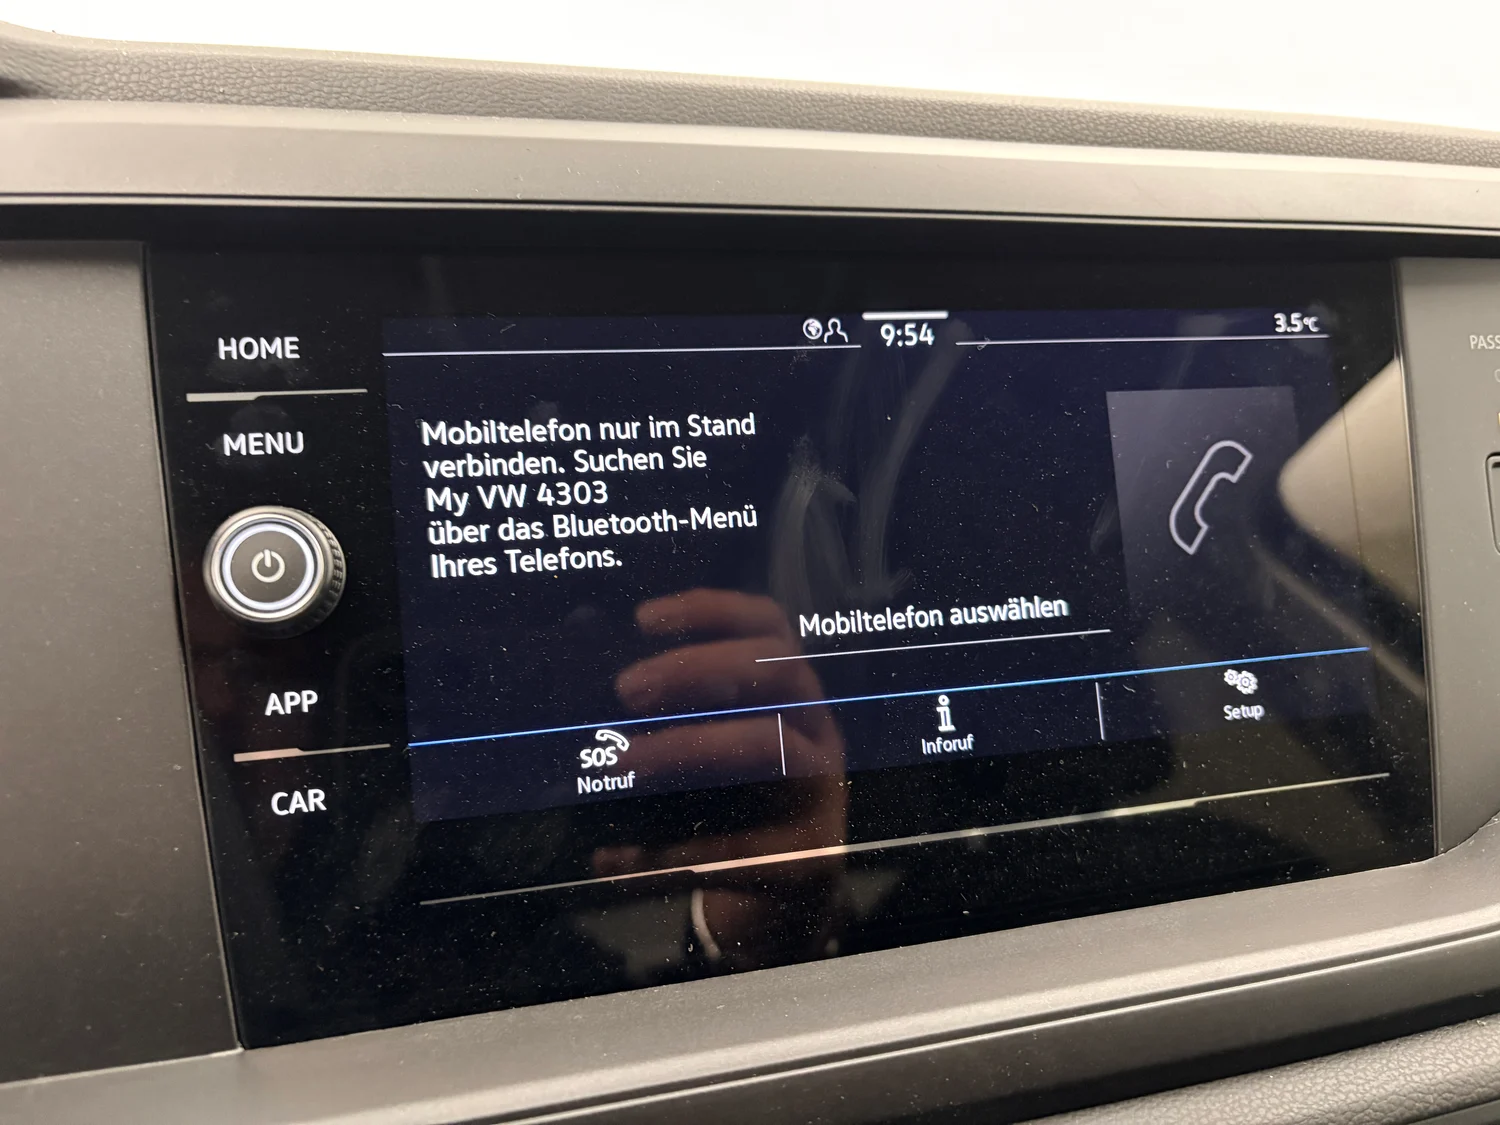 HOME
MENU
APP
CAR
9:54
3.5°C
Mobiltelefon nur im Stand
verbinden. Suchen Sie
My VW 4303
über das Bluetooth-Menü
Ihres Telefons.
Mobiltelefon auswählen
SOS
Notruf
i
Inforuf
Setup
PASS